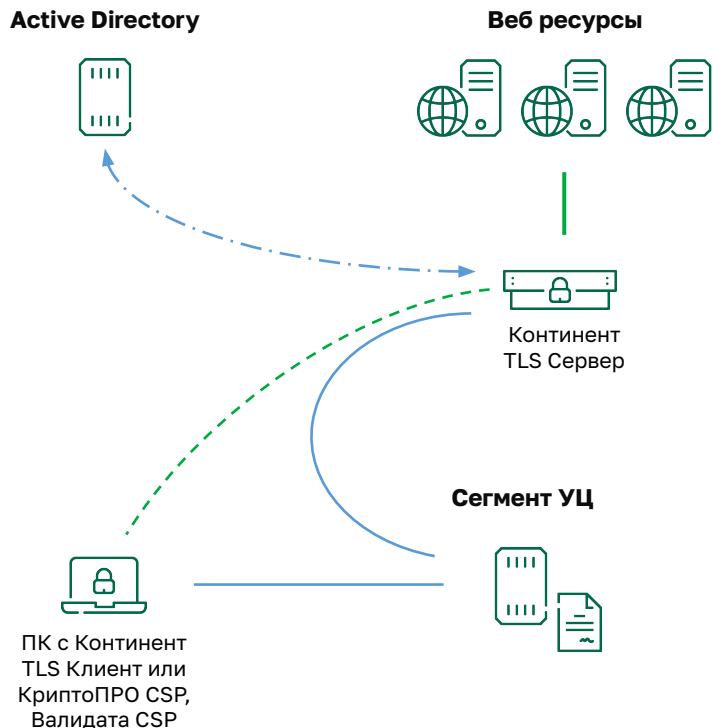 Active Directory
Веб ресурсы
Континент
TLS Сервер
Сегмент УЦ
ПК с Континент
TLS Клиент или
КриптоПРО CSP,
Валидата CSP